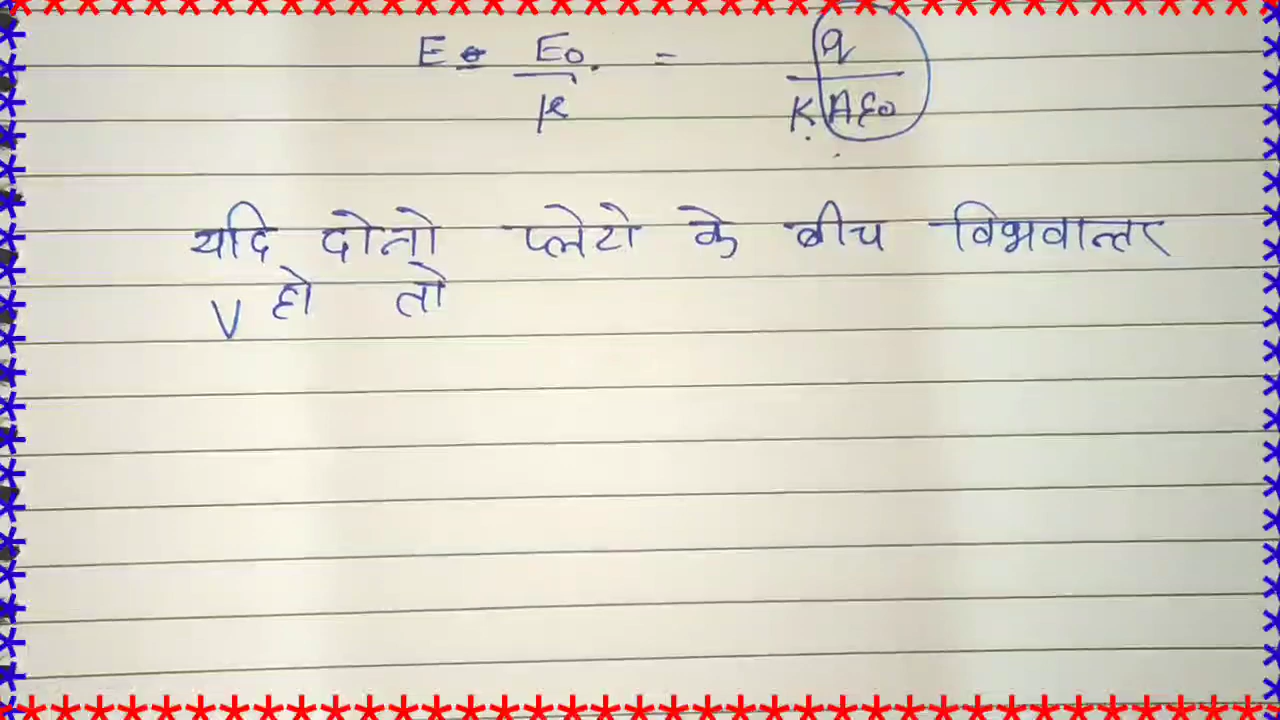 E = E₀/K = q/KAε₀
यदि दोनो प्लेटो के बीच विभवान्तर
V हो तो